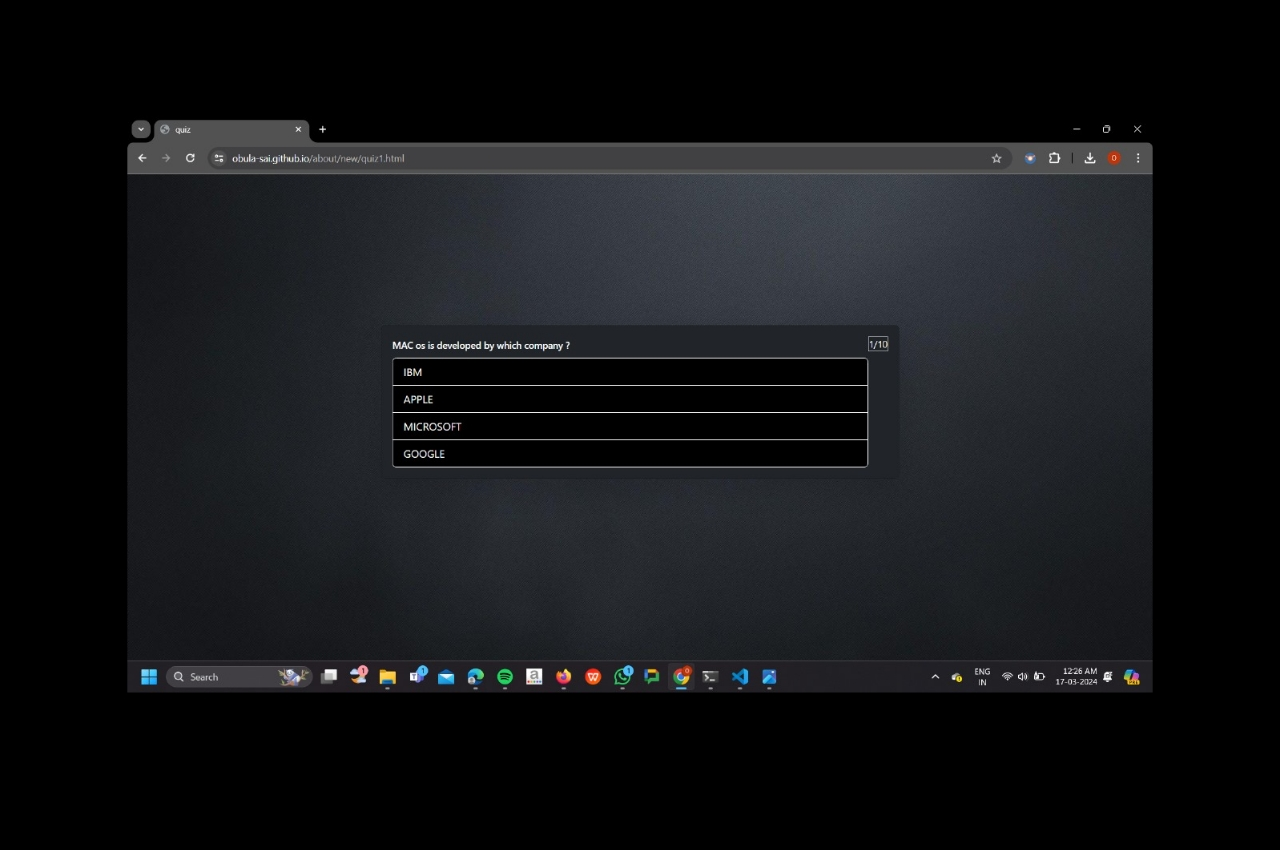 quiz
obula-sai.github.io/about/new/quiz1.html
0
MAC os is developed by which company ?
1/10
IBM
APPLE
MICROSOFT
GOOGLE
Search
ENG
IN
12:26 AM
17-03-2024